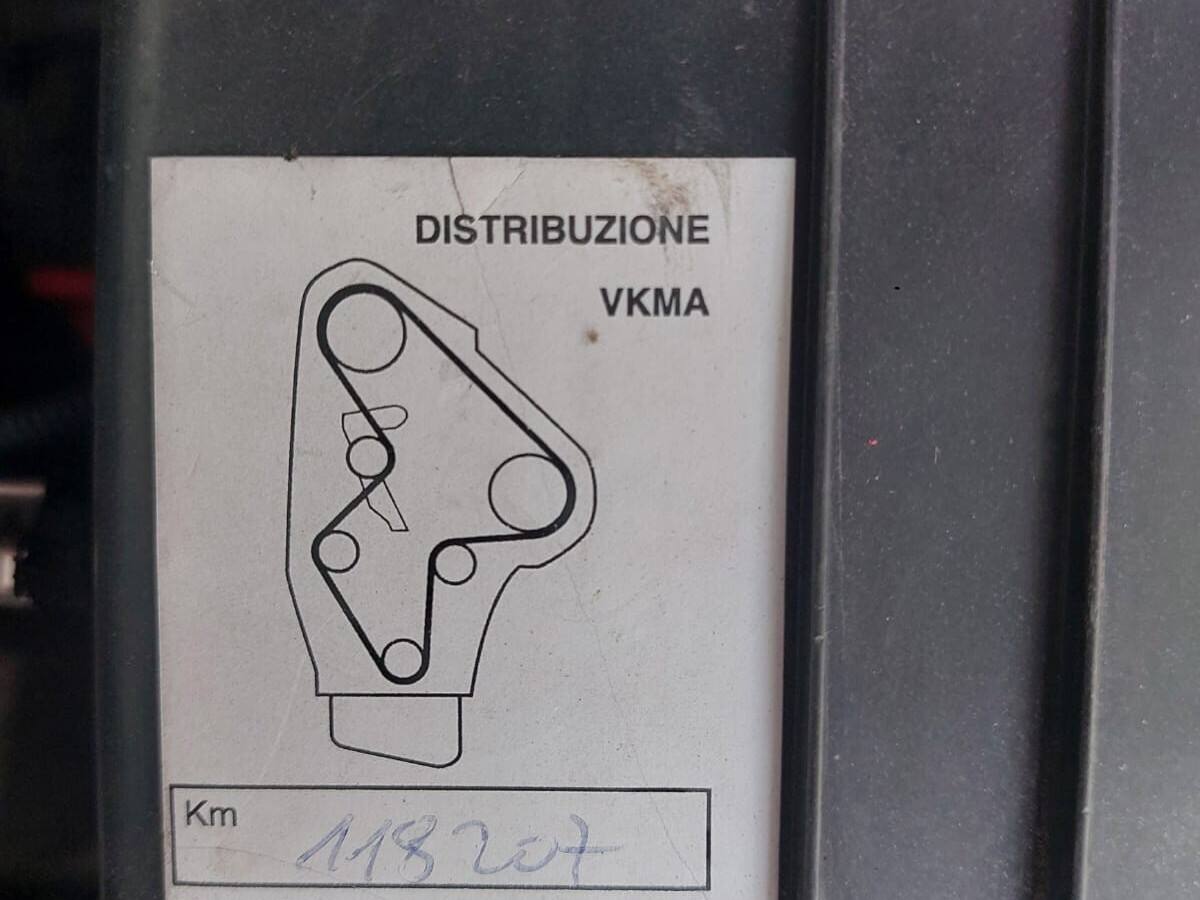 DISTRIBUZIONE
VKMA
Km
118207